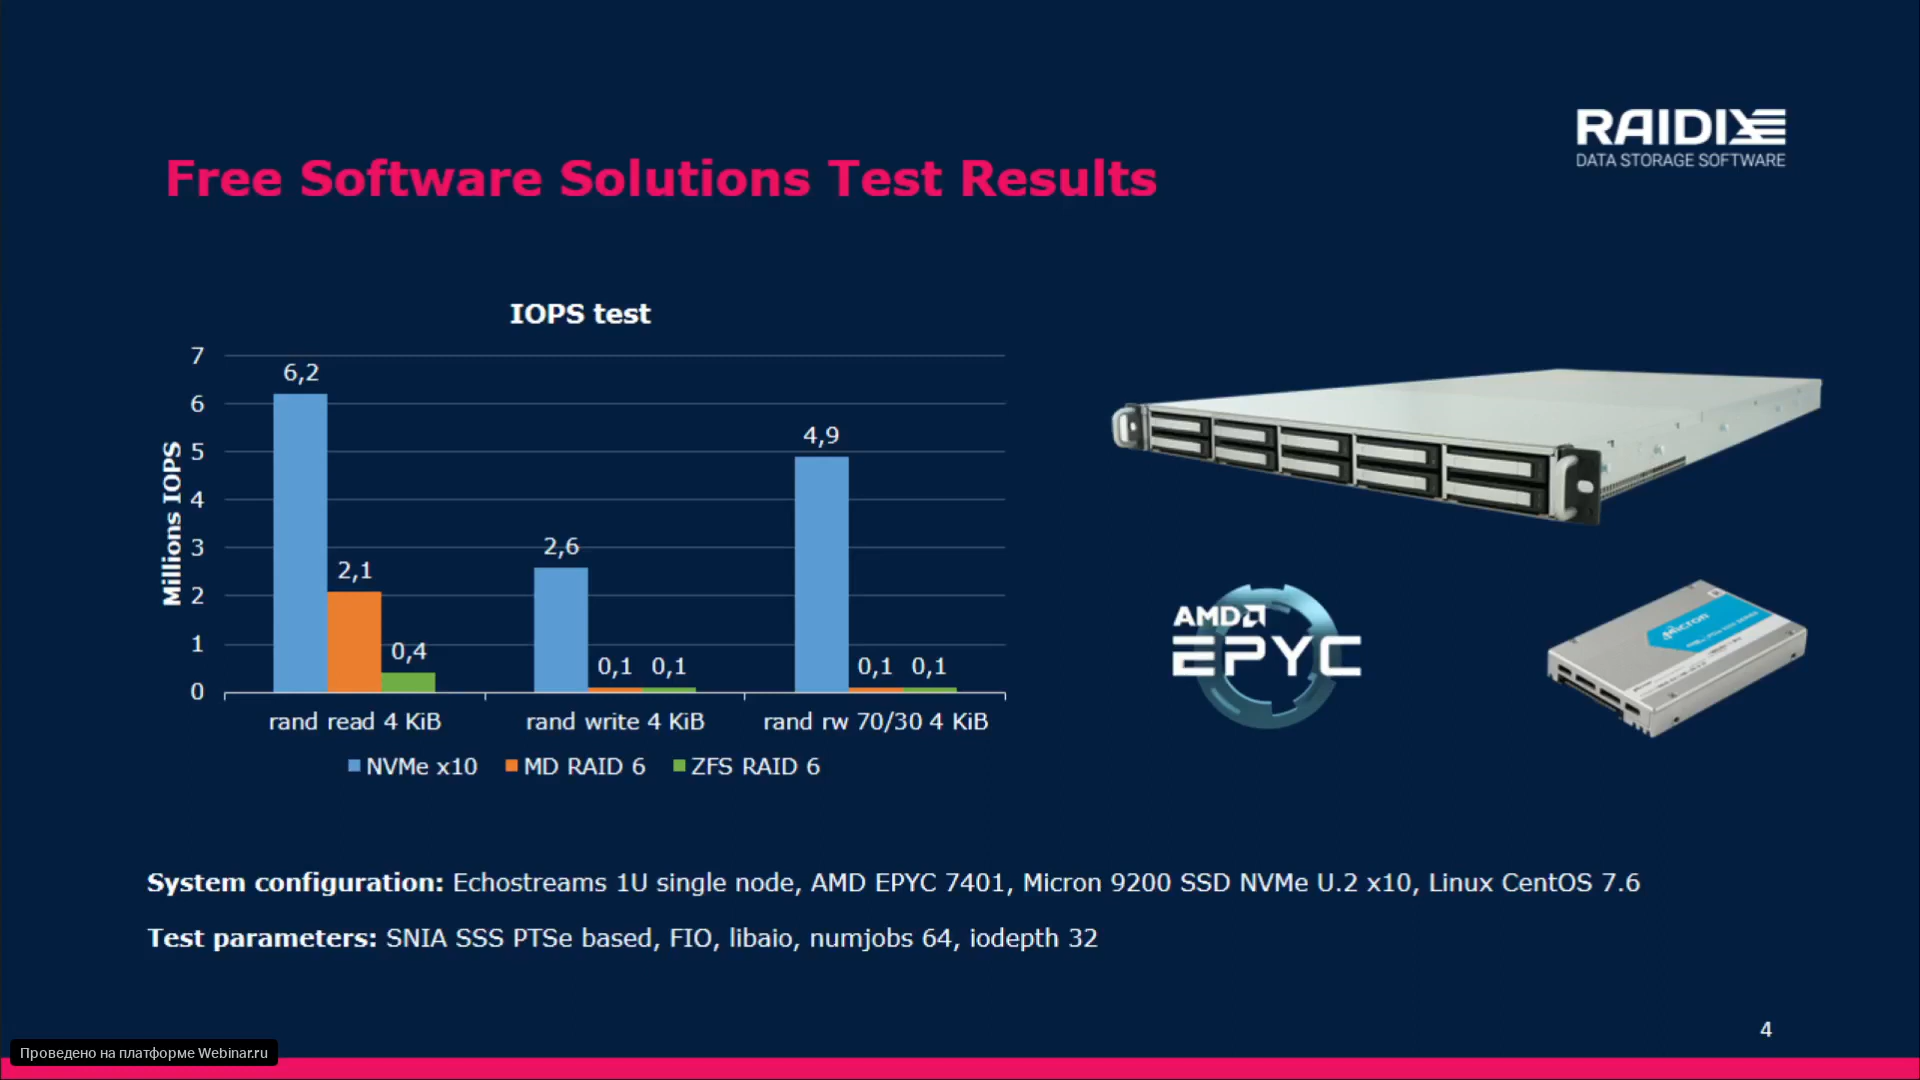 RAIDIX
DATA STORAGE SOFTWARE
Free Software Solutions Test Results
IOPS test
Millions IOPS
7
6
5
4
3
2
1
0
6,2
2,1
0,4
2,6
0,1
0,1
4,9
0,1
0,1
rand read 4 KiB
rand write 4 KiB
rand rw 70/30 4 KiB
NVMe x10
MD RAID 6
ZFS RAID 6
AMD
EPYC
Micron
System configuration: Echostreams 1U single node, AMD EPYC 7401, Micron 9200 SSD NVMe U.2 x10, Linux CentOS 7.6
Test parameters: SNIA SSS PTSe based, FIO, libaio, numjobs 64, iodepth 32
4
Проведено на платформе Webinar.ru